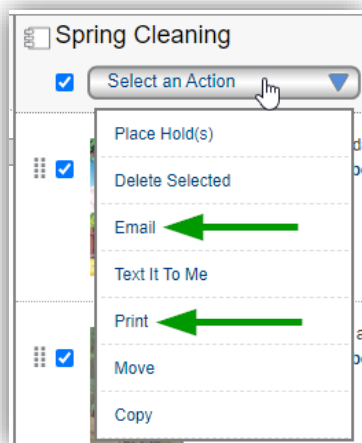 Spring Cleaning
Select an Action
Place Hold(s)
Delete Selected
Email
Text It To Me
Print
Move
Copy